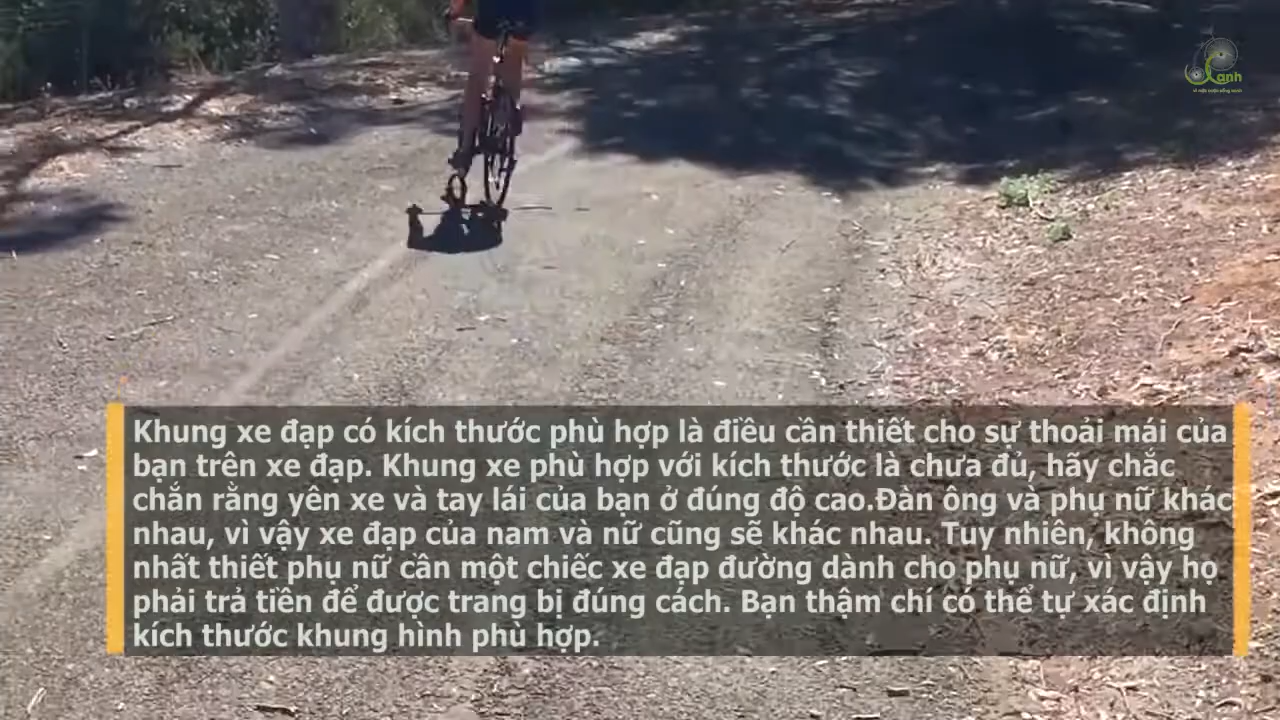 anh
Khung xe đạp có kích thước phù hợp là điều cần thiết cho sự thoải mái của
bạn trên xe đạp. Khung xe phù hợp với kích thước là chưa đủ, hãy chắc
chắn rằng yên xe và tay lái của bạn ở đúng độ cao.Đàn ông và phụ nữ khác
nhau, vì vậy xe đạp của nam và nữ cũng sẽ khác nhau. Tuy nhiên, không
nhất thiết phụ nữ cần một chiếc xe đạp đường dành cho phụ nữ, vì vậy họ
phải trả tiền để được trang bị đúng cách. Bạn thậm chí có thể tự xác định
kích thước khung hình phù hợp.